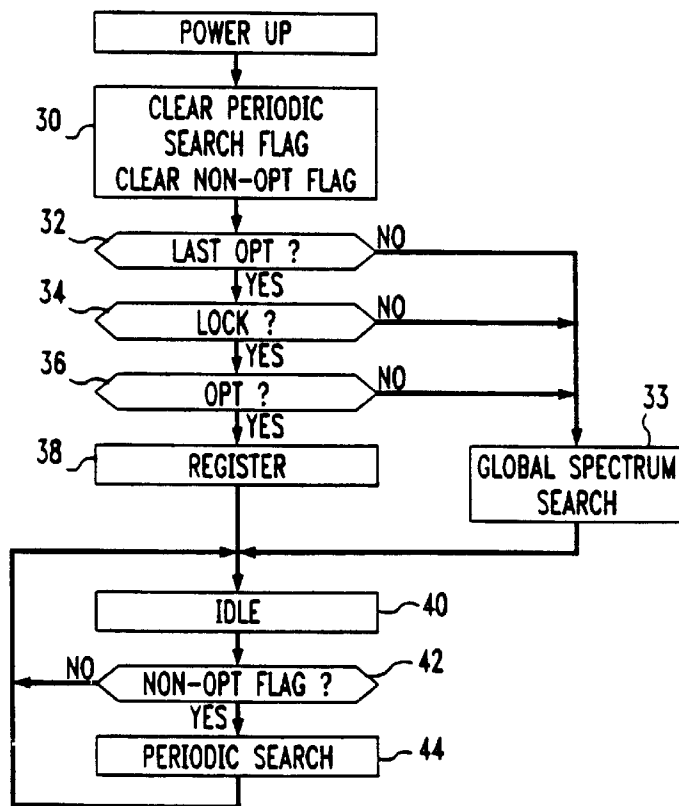 POWER UP
30
CLEAR PERIODIC
SEARCH FLAG
CLEAR NON-OPT FLAG
32
LAST OPT ?
NO
YES
34
LOCK ?
NO
YES
36
OPT ?
NO
YES
38
REGISTER
33
GLOBAL SPECTRUM
SEARCH
IDLE
40
NO
NON-OPT FLAG ?
42
YES
PERIODIC SEARCH
44